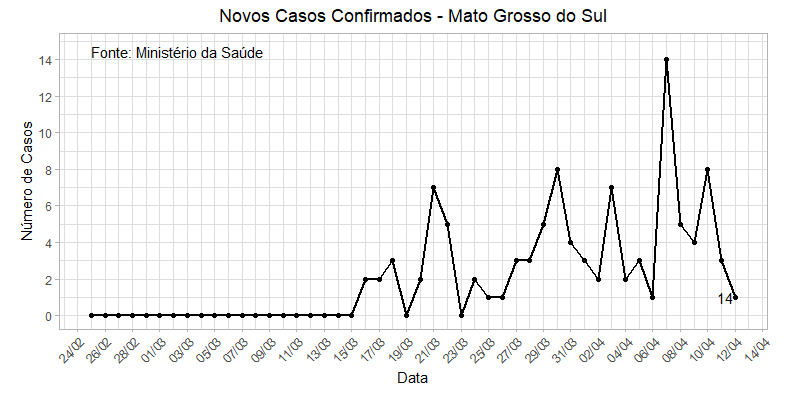 Novos Casos Confirmados - Mato Grosso do Sul
Fonte: Ministério da Saúde
Número de Casos
14
12
10
8
6
4
2
0
14
24/02 26/02 28/02 01/03 03/03 05/03 07/03 09/03 11/03 13/03 15/03 17/03 19/03 21/03 23/03 25/03 27/03 29/03 31/03 02/04 04/04 06/04 08/04 10/04 12/04 14/04
Data